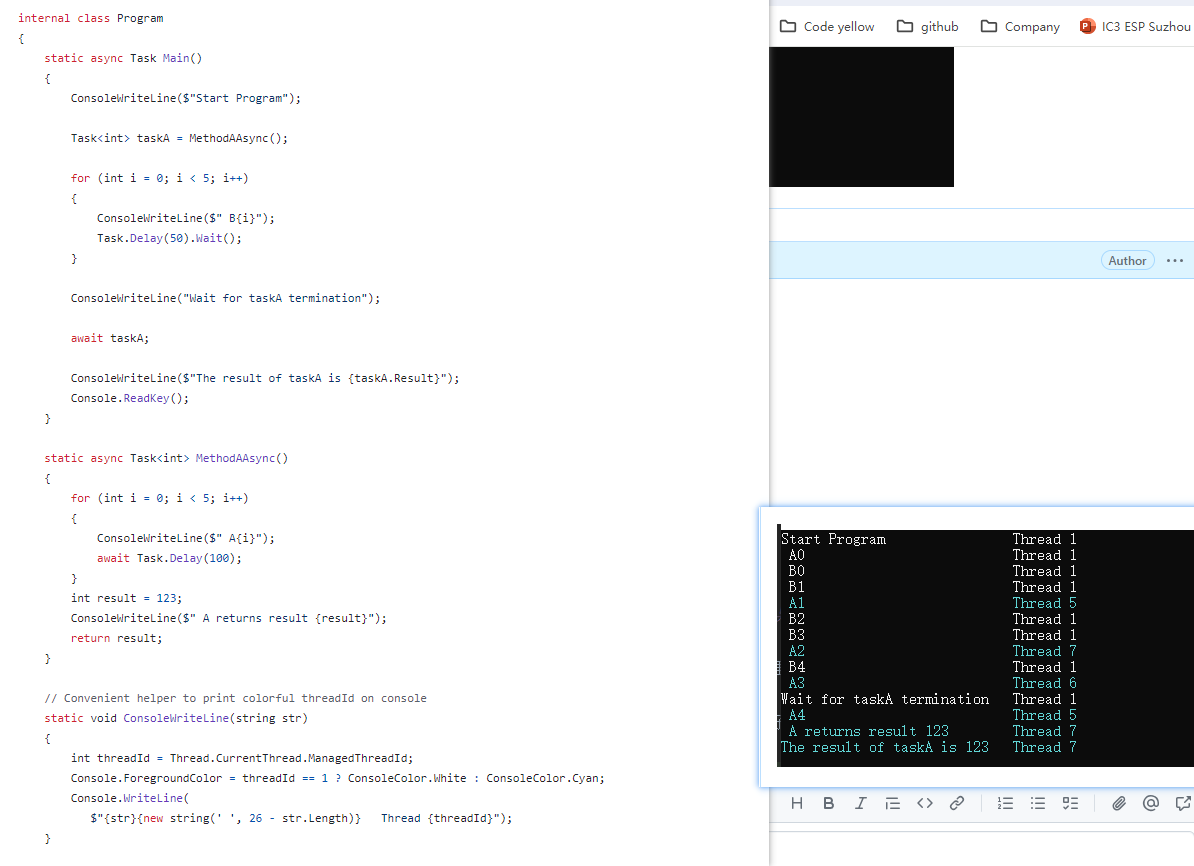 internal class Program
{
    static async Task Main()
    {
        ConsoleWriteLine($"Start Program");

        Task<int> taskA = MethodAAsync();

        for (int i = 0; i < 5; i++)
        {
            ConsoleWriteLine($" B{i}");
            Task.Delay(50).Wait();
        }

        ConsoleWriteLine("Wait for taskA termination");

        await taskA;

        ConsoleWriteLine($"The result of taskA is {taskA.Result}");
        Console.ReadKey();
    }

    static async Task<int> MethodAAsync()
    {
        for (int i = 0; i < 5; i++)
        {
            ConsoleWriteLine($" A{i}");
            await Task.Delay(100);
        }
        int result = 123;
        ConsoleWriteLine($" A returns result {result}");
        return result;
    }

    // Convenient helper to print colorful threadId on console
    static void ConsoleWriteLine(string str)
    {
        int threadId = Thread.CurrentThread.ManagedThreadId;
        Console.ForegroundColor = threadId == 1 ? ConsoleColor.White : ConsoleColor.Cyan;
        Console.WriteLine(
           $"{str}{new string(' ', 26 - str.Length)}   Thread {threadId}");
    }
Code yellow github Company IC3 ESP Suzhou
Author
Start Program                Thread 1
 A0                          Thread 1
 B0                          Thread 1
 B1                          Thread 1
 A1                          Thread 5
 B2                          Thread 1
 B3                          Thread 1
 A2                          Thread 7
 B4                          Thread 1
 A3                          Thread 6
Wait for taskA termination   Thread 1
 A4                          Thread 5
 A returns result 123        Thread 7
The result of taskA is 123   Thread 7